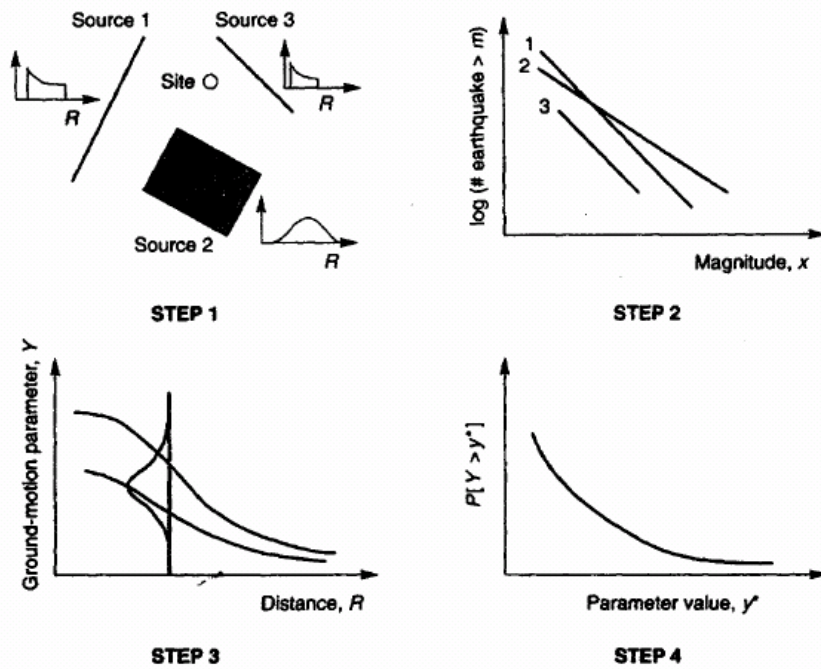 Source 1
Source 3
Site
R
R
Source 2
R
STEP 1
log (# earthquake > m)
1
2
3
Magnitude, x
STEP 2
Ground-motion parameter, Y
Distance, R
STEP 3
P[Y > y*]
Parameter value, y*
STEP 4